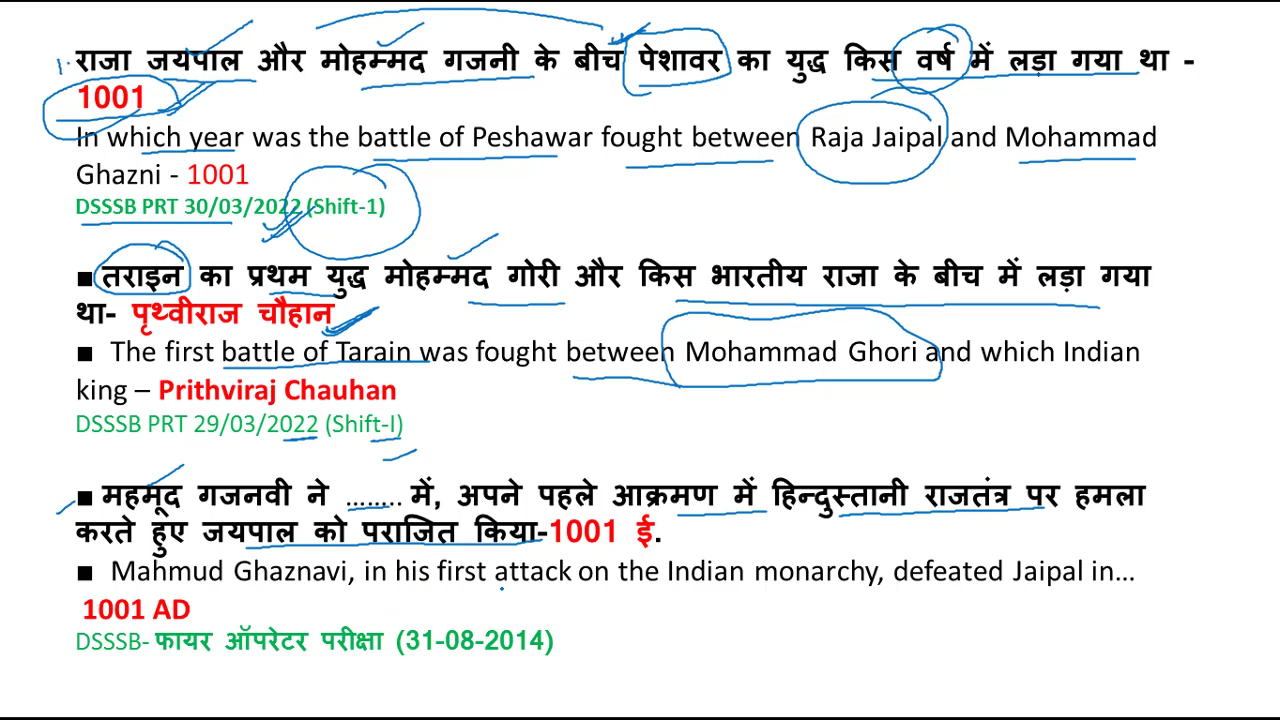 1. राजा जयपाल और मोहम्मद गजनी के बीच पेशावर का युद्ध किस वर्ष में लड़ा गया था -
1001
In which year was the battle of Peshawar fought between Raja Jaipal and Mohammad
Ghazni - 1001
DSSSB PRT 30/03/2022 (Shift-1)
■ तराइन का प्रथम युद्ध मोहम्मद गोरी और किस भारतीय राजा के बीच में लड़ा गया
था- पृथ्वीराज चौहान
■ The first battle of Tarain was fought between Mohammad Ghori and which Indian
king – Prithviraj Chauhan
DSSSB PRT 29/03/2022 (Shift-I)
■ महमूद गजनवी ने ........ में, अपने पहले आक्रमण में हिन्दुस्तानी राजतंत्र पर हमला
करते हुए जयपाल को पराजित किया-1001 ई.
■ Mahmud Ghaznavi, in his first attack on the Indian monarchy, defeated Jaipal in...
1001 AD
DSSSB- फायर ऑपरेटर परीक्षा (31-08-2014)